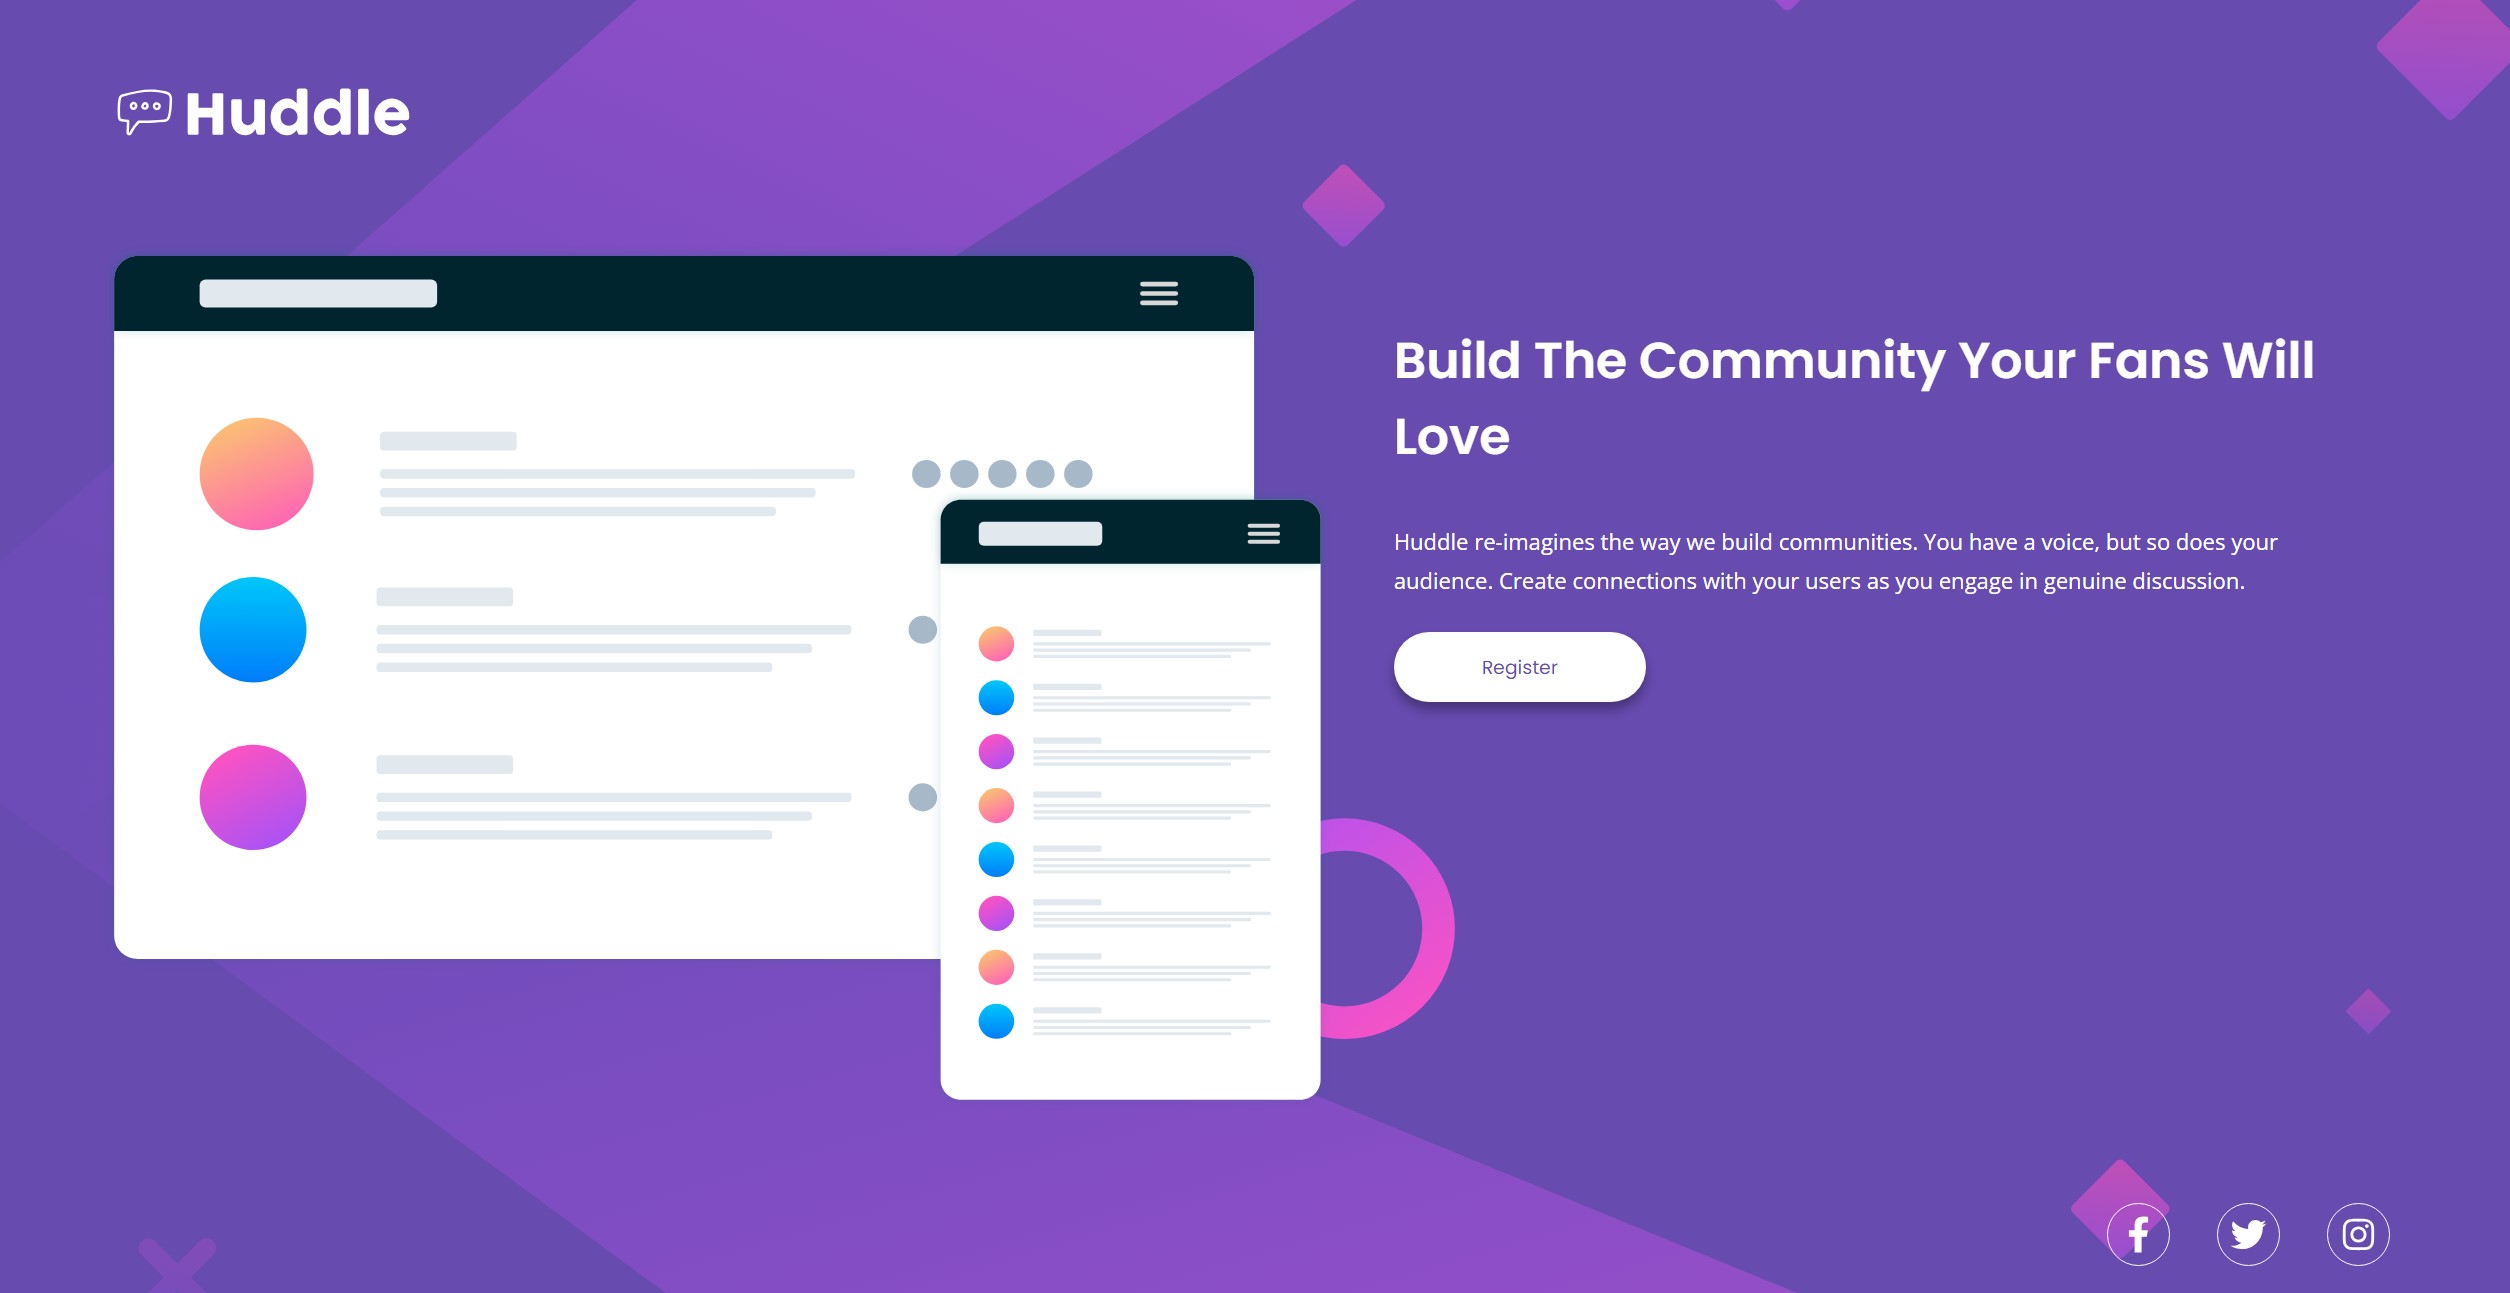 Huddle
Build The Community Your Fans Will
Love
Huddle re-imagines the way we build communities. You have a voice, but so does your
audience. Create connections with your users as you engage in genuine discussion.
Register